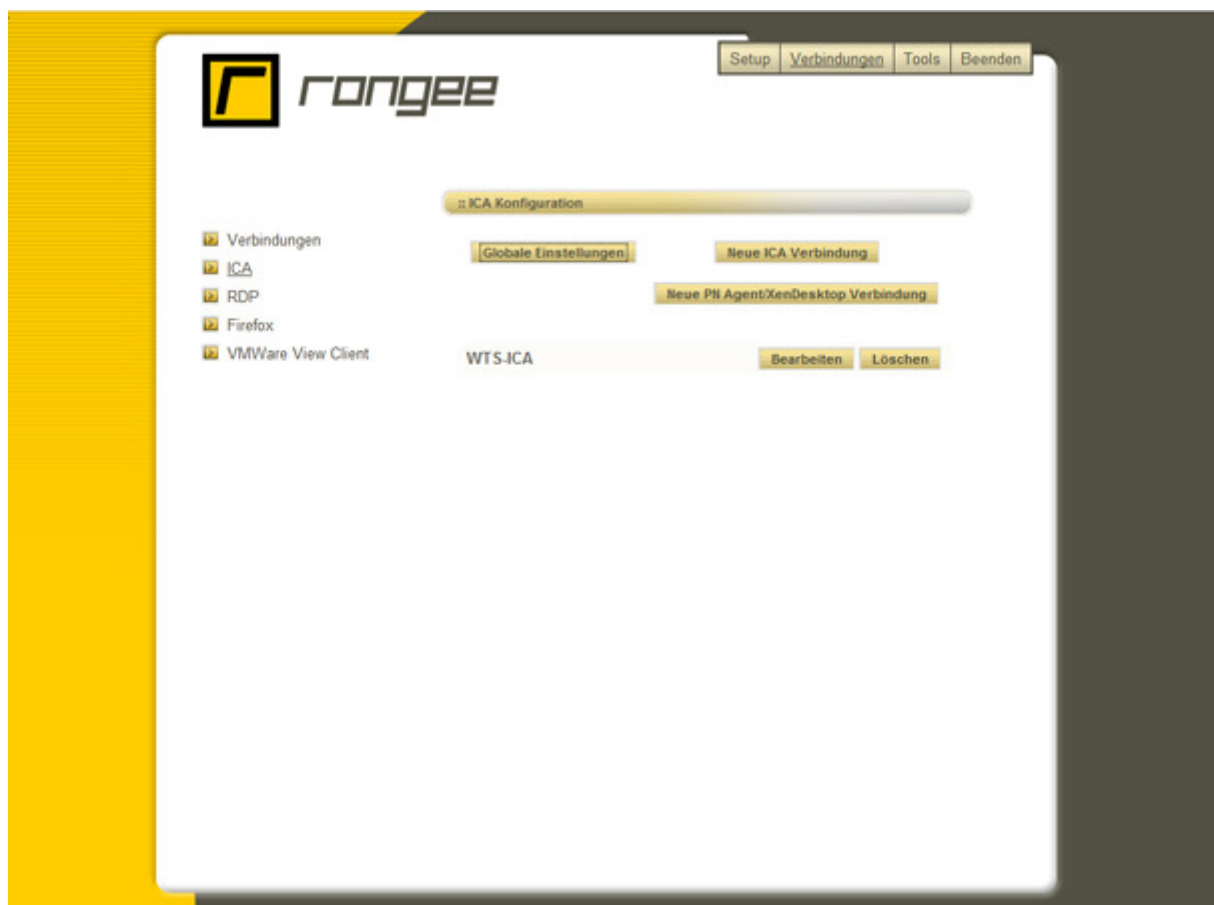 rangee
Setup Verbindungen Tools Beenden
:: ICA Konfiguration
Verbindungen
ICA
RDP
Firefox
VMWare View Client
Globale Einstellungen Neue ICA Verbindung
Neue PN Agent/XenDesktop Verbindung
WTS-ICA Bearbeiten Löschen